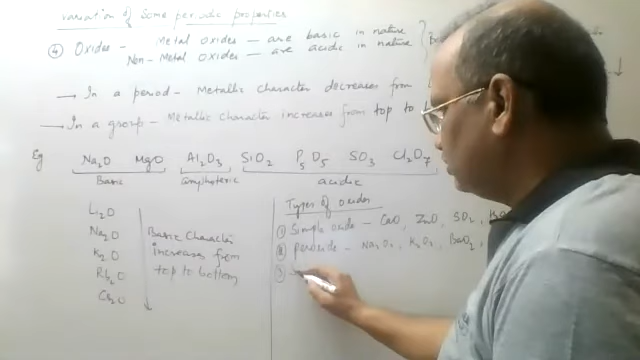 variation of some periodic properties
④ Oxides - Metal oxides — are basic in nature
Non-Metal oxides — are acidic in nature
→ In a period - Metallic character decreases from
→ In a group - Metallic character increases from top to
Eg Na₂O MgO Al₂O₃ SiO₂ P₅O₅ SO₃ Cl₂O₇
Basic amphoteric acidic
Li₂O
Na₂O
K₂O
Rb₂O
Cs₂O
Basic character
increases from
top to bottom
Types of oxides
① Simple oxide - CaO, ZnO, SO₂,
② peroxide - Na₂O₂, K₂O₂, BaO₂,
③